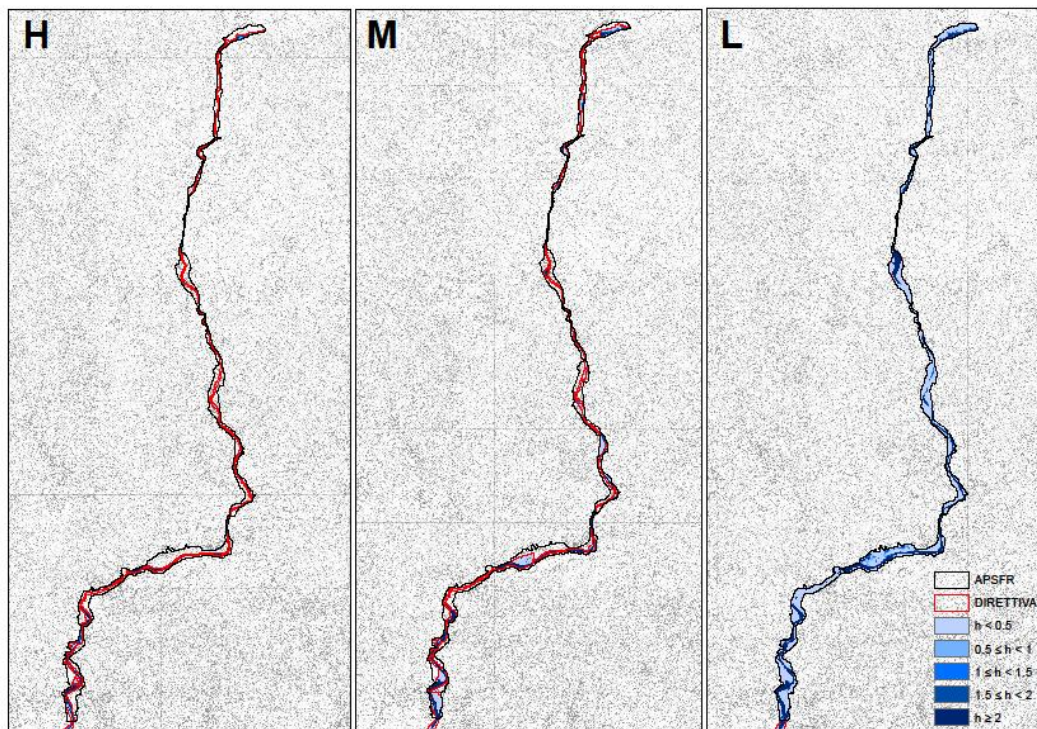 H
M
L
APSFR
DIRETTIVA
h < 0.5
0.5 ≤ h < 1
1 ≤ h < 1.5
1.5 ≤ h < 2
h ≥ 2